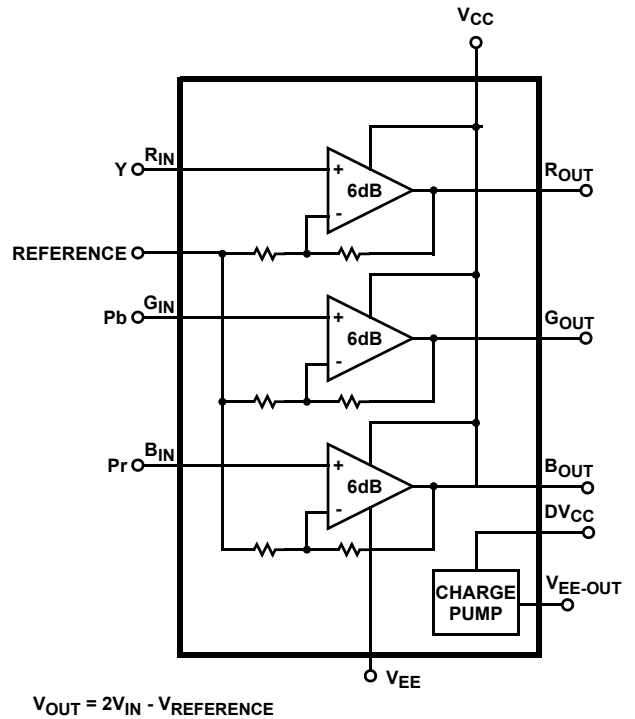 VCC
RIN
Y
+
6dB
-
ROUT
REFERENCE
GIN
Pb
+
6dB
-
GOUT
BIN
Pr
+
6dB
-
BOUT
DVCC
CHARGE
PUMP
VEE-OUT
VEE
VOUT = 2VIN - VREFERENCE